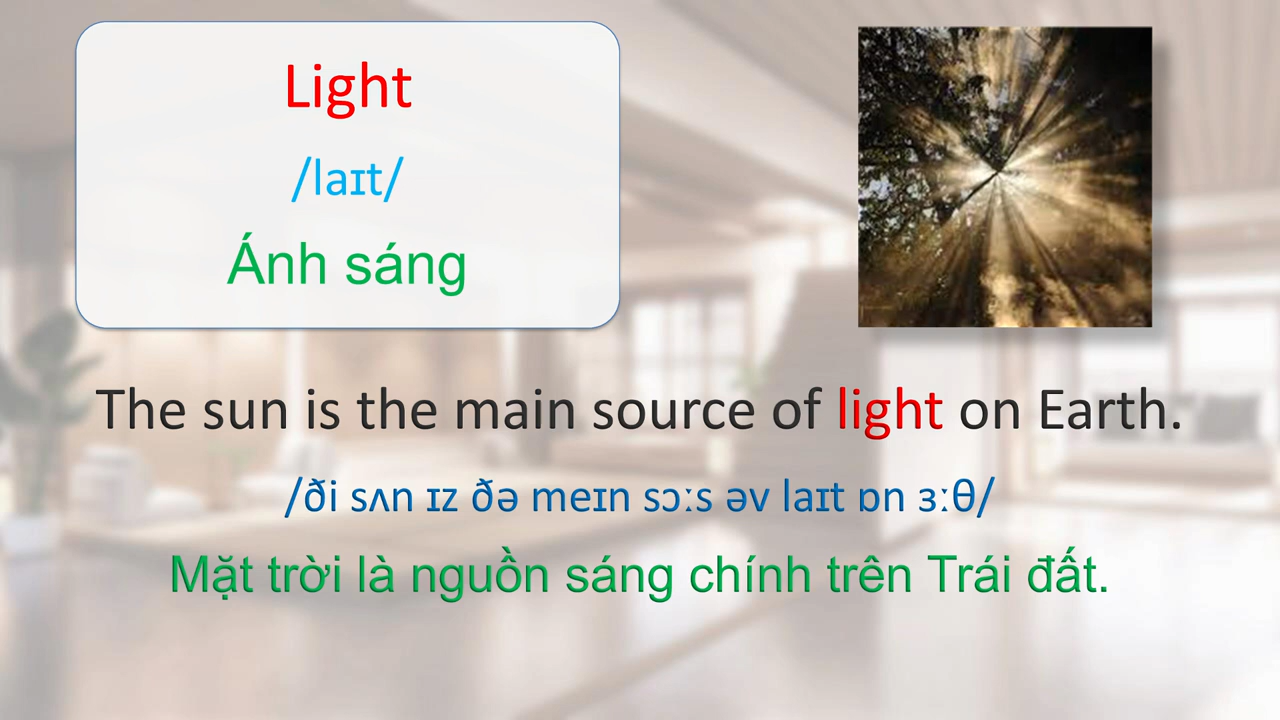 Light
/laɪt/
Ánh sáng
The sun is the main source of light on Earth.
/ði sʌn ɪz ðə meɪn sɔːs əv laɪt ɒn ɜːθ/
Mặt trời là nguồn sáng chính trên Trái đất.